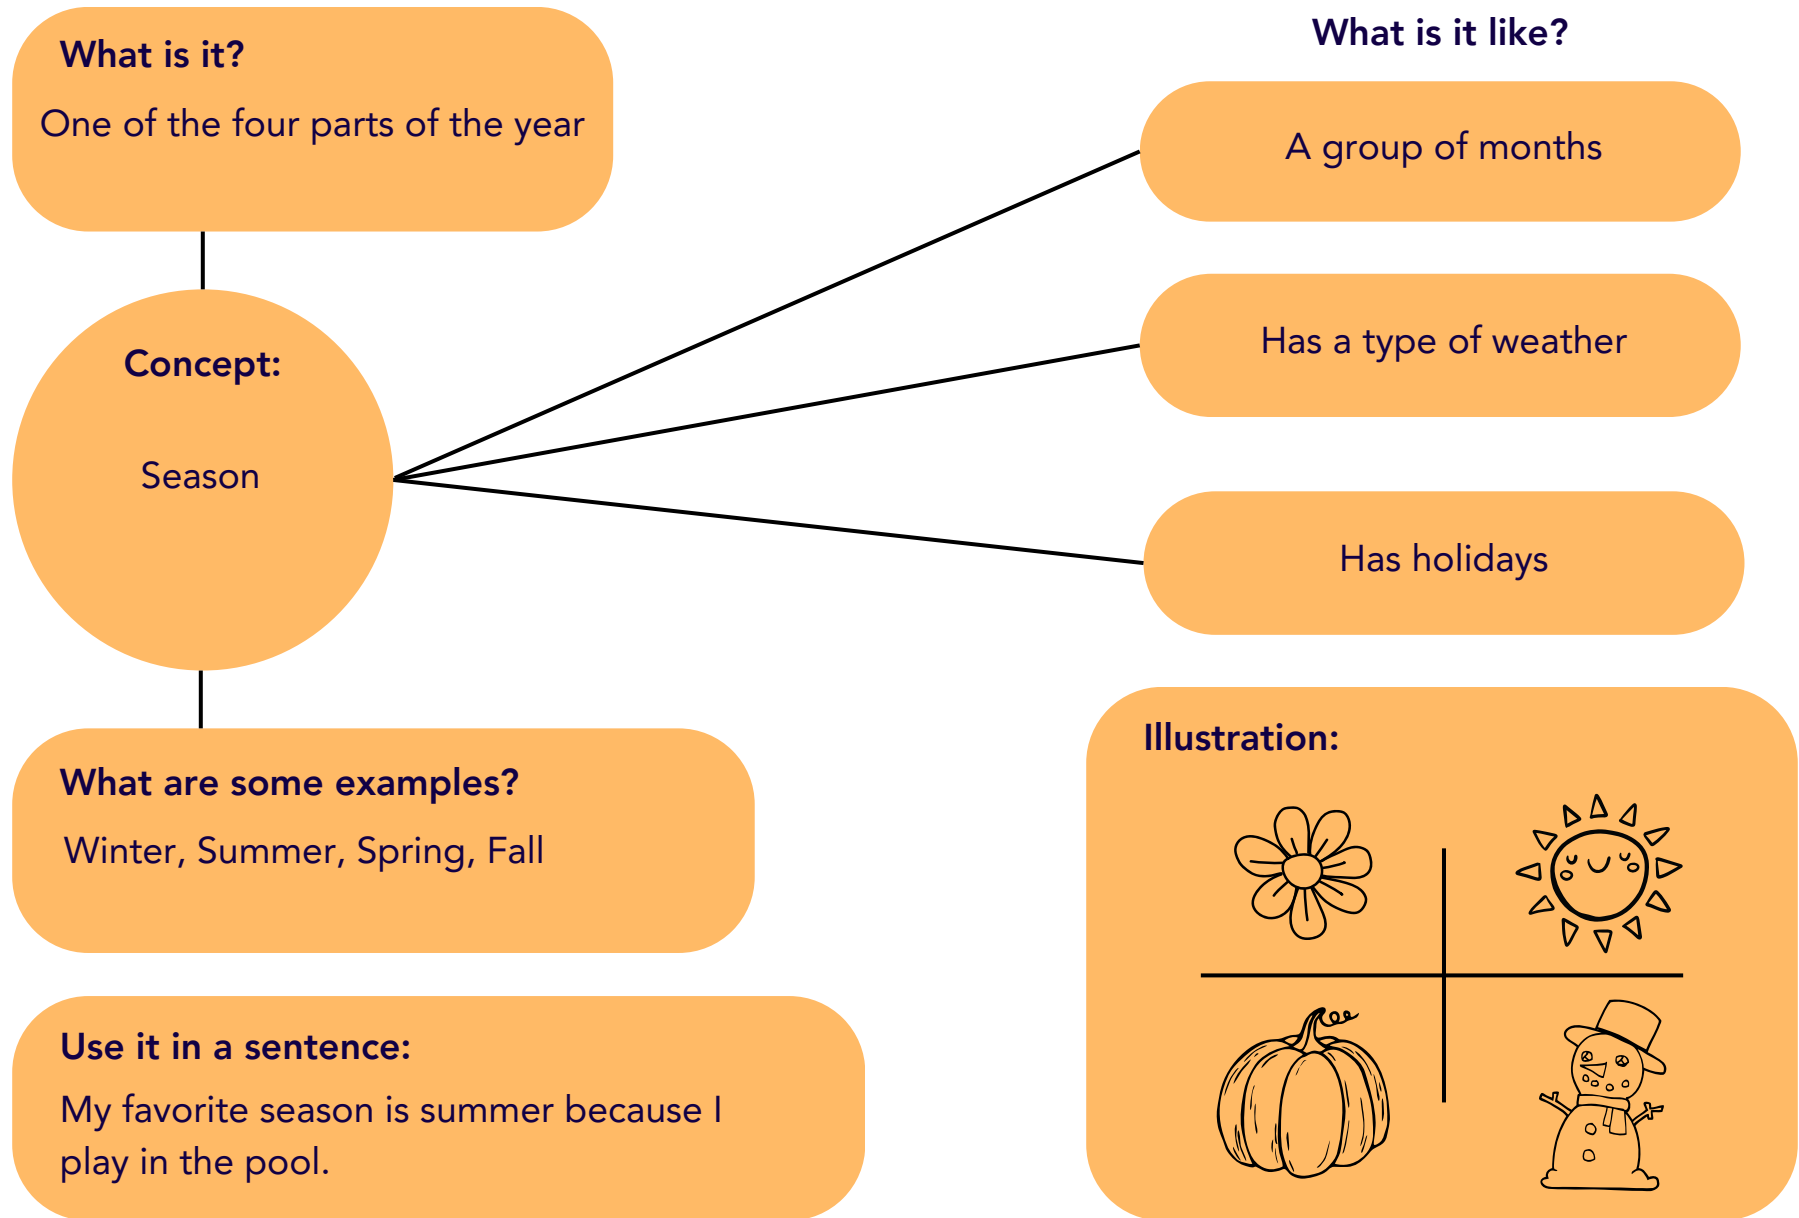 What is it?
One of the four parts of the year
Concept:
Season
What are some examples?
Winter, Summer, Spring, Fall
Use it in a sentence:
My favorite season is summer because I
play in the pool.
What is it like?
A group of months
Has a type of weather
Has holidays
Illustration: